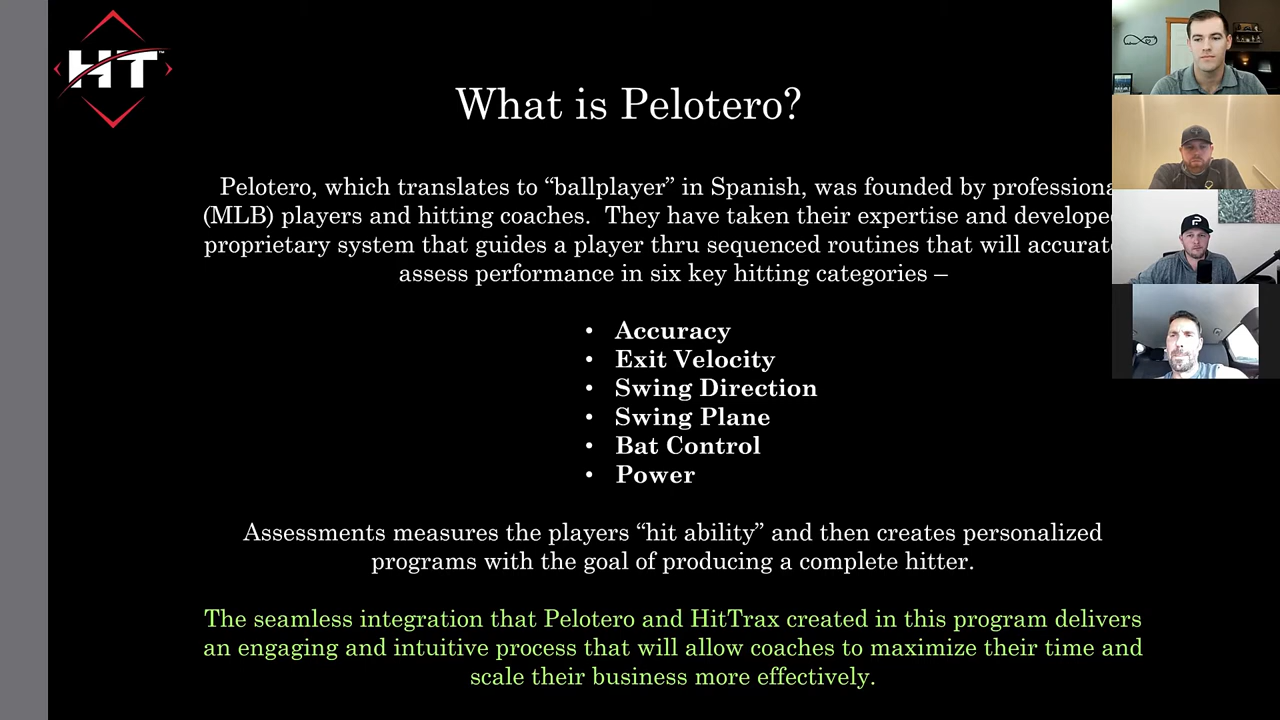 HT
What is Pelotero?
Pelotero, which translates to “ballplayer” in Spanish, was founded by professiona
(MLB) players and hitting coaches. They have taken their expertise and develope
proprietary system that guides a player thru sequenced routines that will accurat
assess performance in six key hitting categories –
• Accuracy
• Exit Velocity
• Swing Direction
• Swing Plane
• Bat Control
• Power
Assessments measures the players “hit ability” and then creates personalized
programs with the goal of producing a complete hitter.
The seamless integration that Pelotero and HitTrax created in this program delivers
an engaging and intuitive process that will allow coaches to maximize their time and
scale their business more effectively.